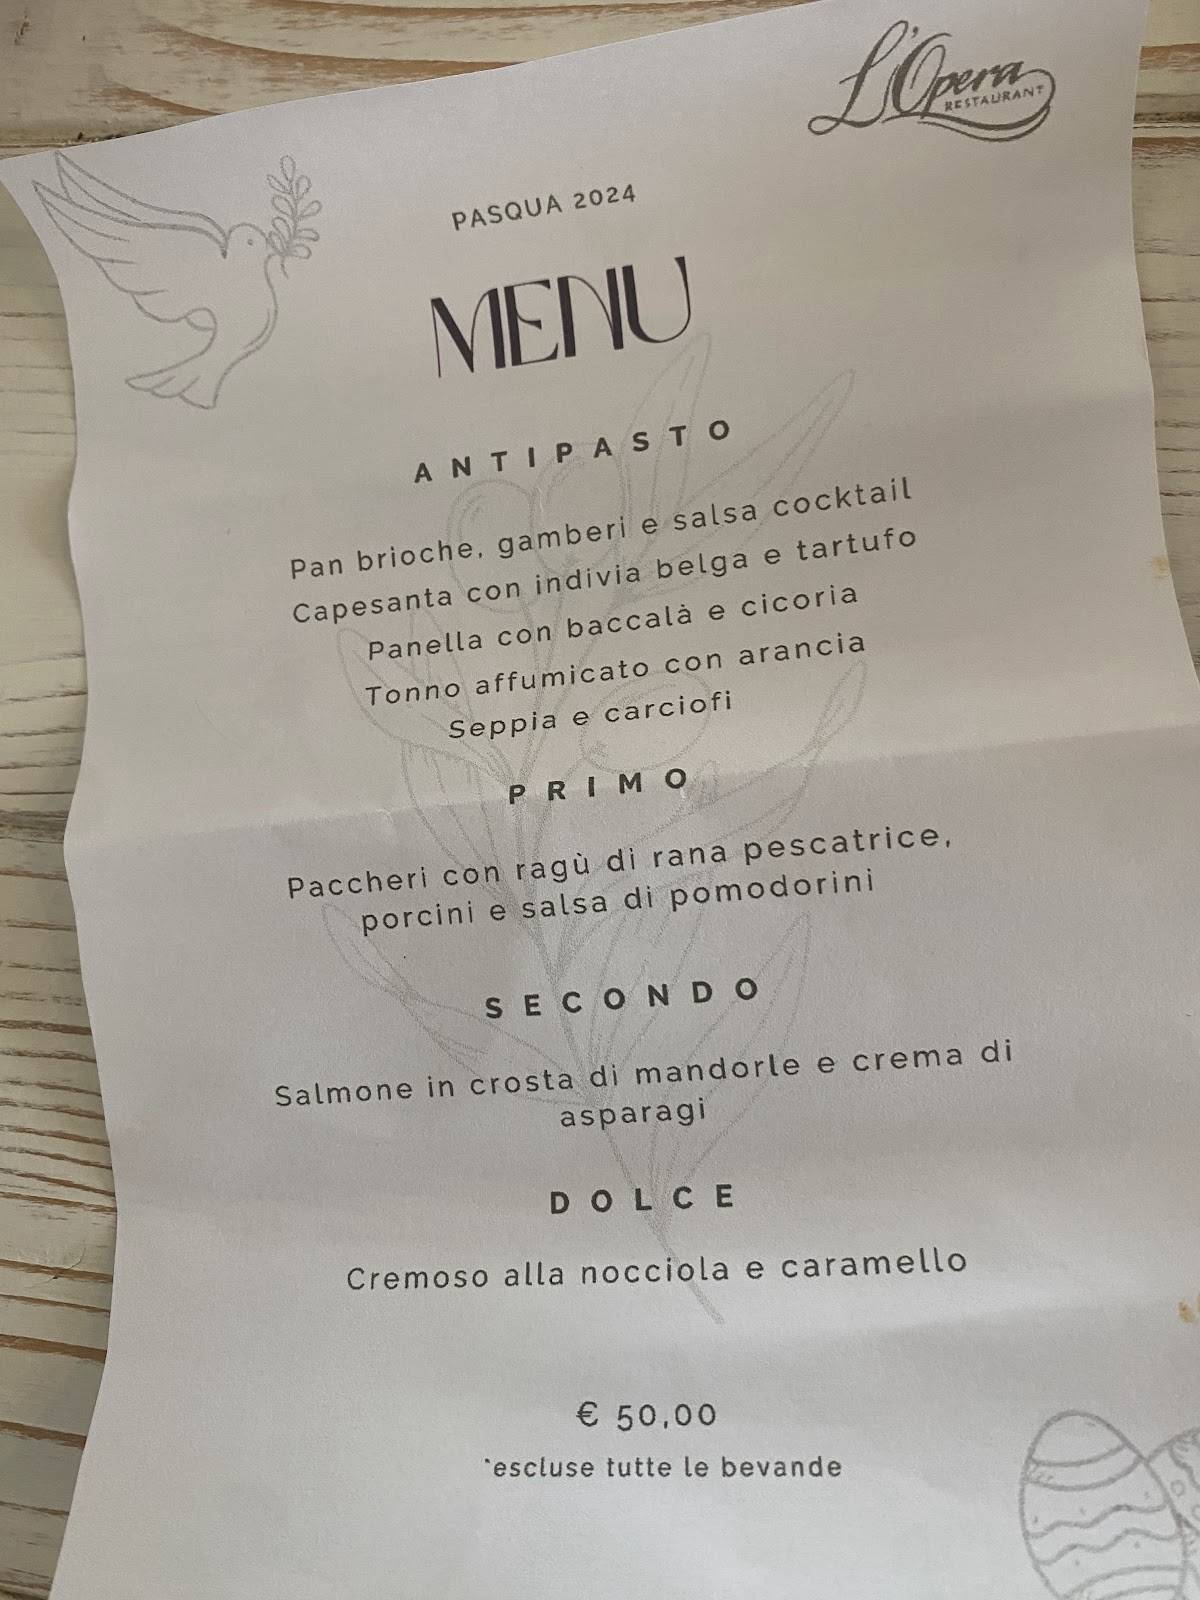 L'Opera
RESTAURANT
PASQUA 2024
MENU
ANTIPASTO
Pan brioche, gamberi e salsa cocktail
Capesanta con indivia belga e tartufo
Panella con baccalà e cicoria
Tonno affumicato con arancia
Seppia e carciofi
PRIMO
Paccheri con ragù di rana pescatrice,
porcini e salsa di pomodorini
SECONDO
Salmone in crosta di mandorle e crema di
asparagi
DOLCE
Cremoso alla nocciola e caramello
€ 50,00
*escluse tutte le bevande